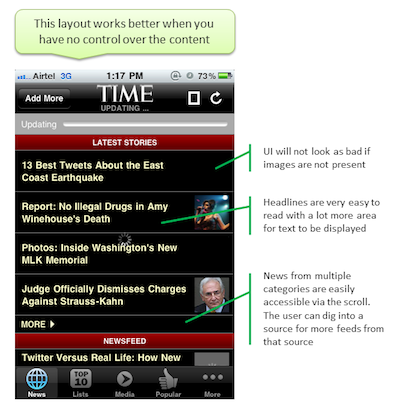 This layout works better when you
have no control over the content
Airtel 3G 1:17 PM 73%
Add More
TIME
UPDATING ...
Updating
LATEST STORIES
13 Best Tweets About the East
Coast Earthquake
Report: No Illegal Drugs in Amy
Winehouse's Death
Photos: Inside Washington's New
MLK Memorial
Judge Officially Dismisses Charges
Against Strauss-Kahn
MORE
NEWSFEED
Twitter Versus Real Life: How New
TOP
10
News Lists Media Popular More
UI will not look as bad if
images are not present
Headlines are very easy to
read with a lot more area
for text to be displayed
News from multiple
categories are easily
accessible via the scroll.
The user can dig into a
source for more feeds from
that source